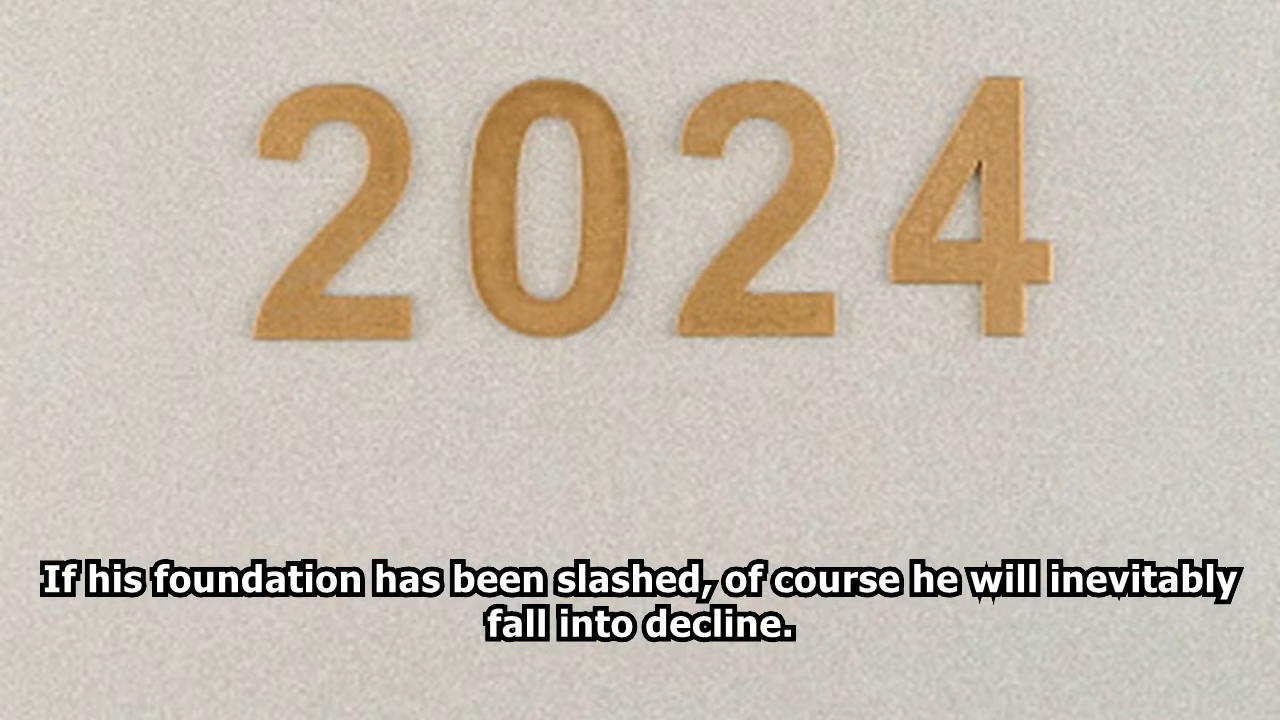 2024
If his foundation has been slashed, of course he will inevitably
fall into decline.